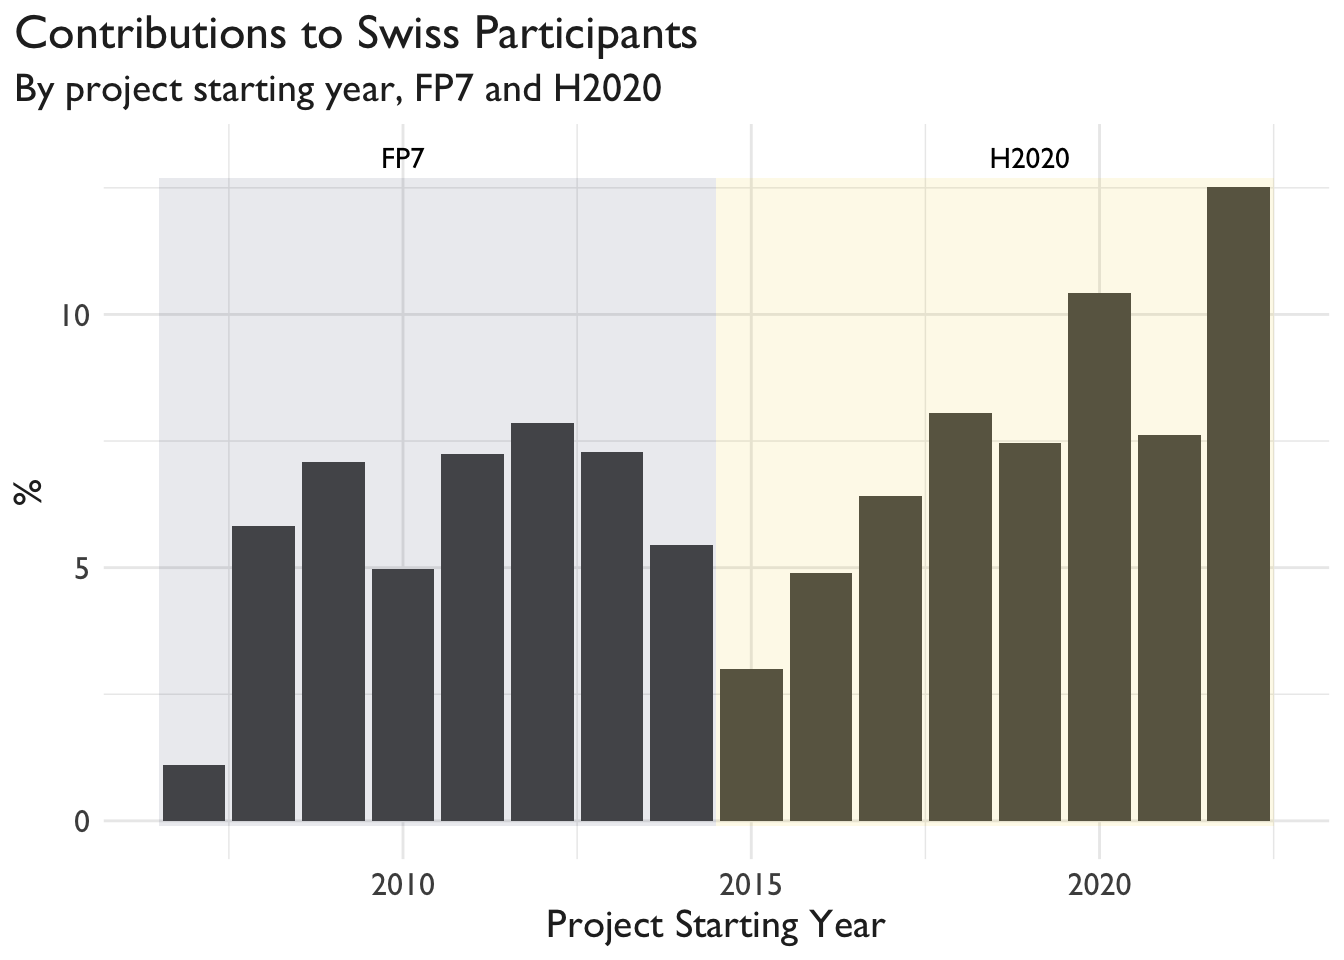 Contributions to Swiss Participants
By project starting year, FP7 and H2020
FP7 H2020
10
%
5
0
2010 2015 2020
Project Starting Year